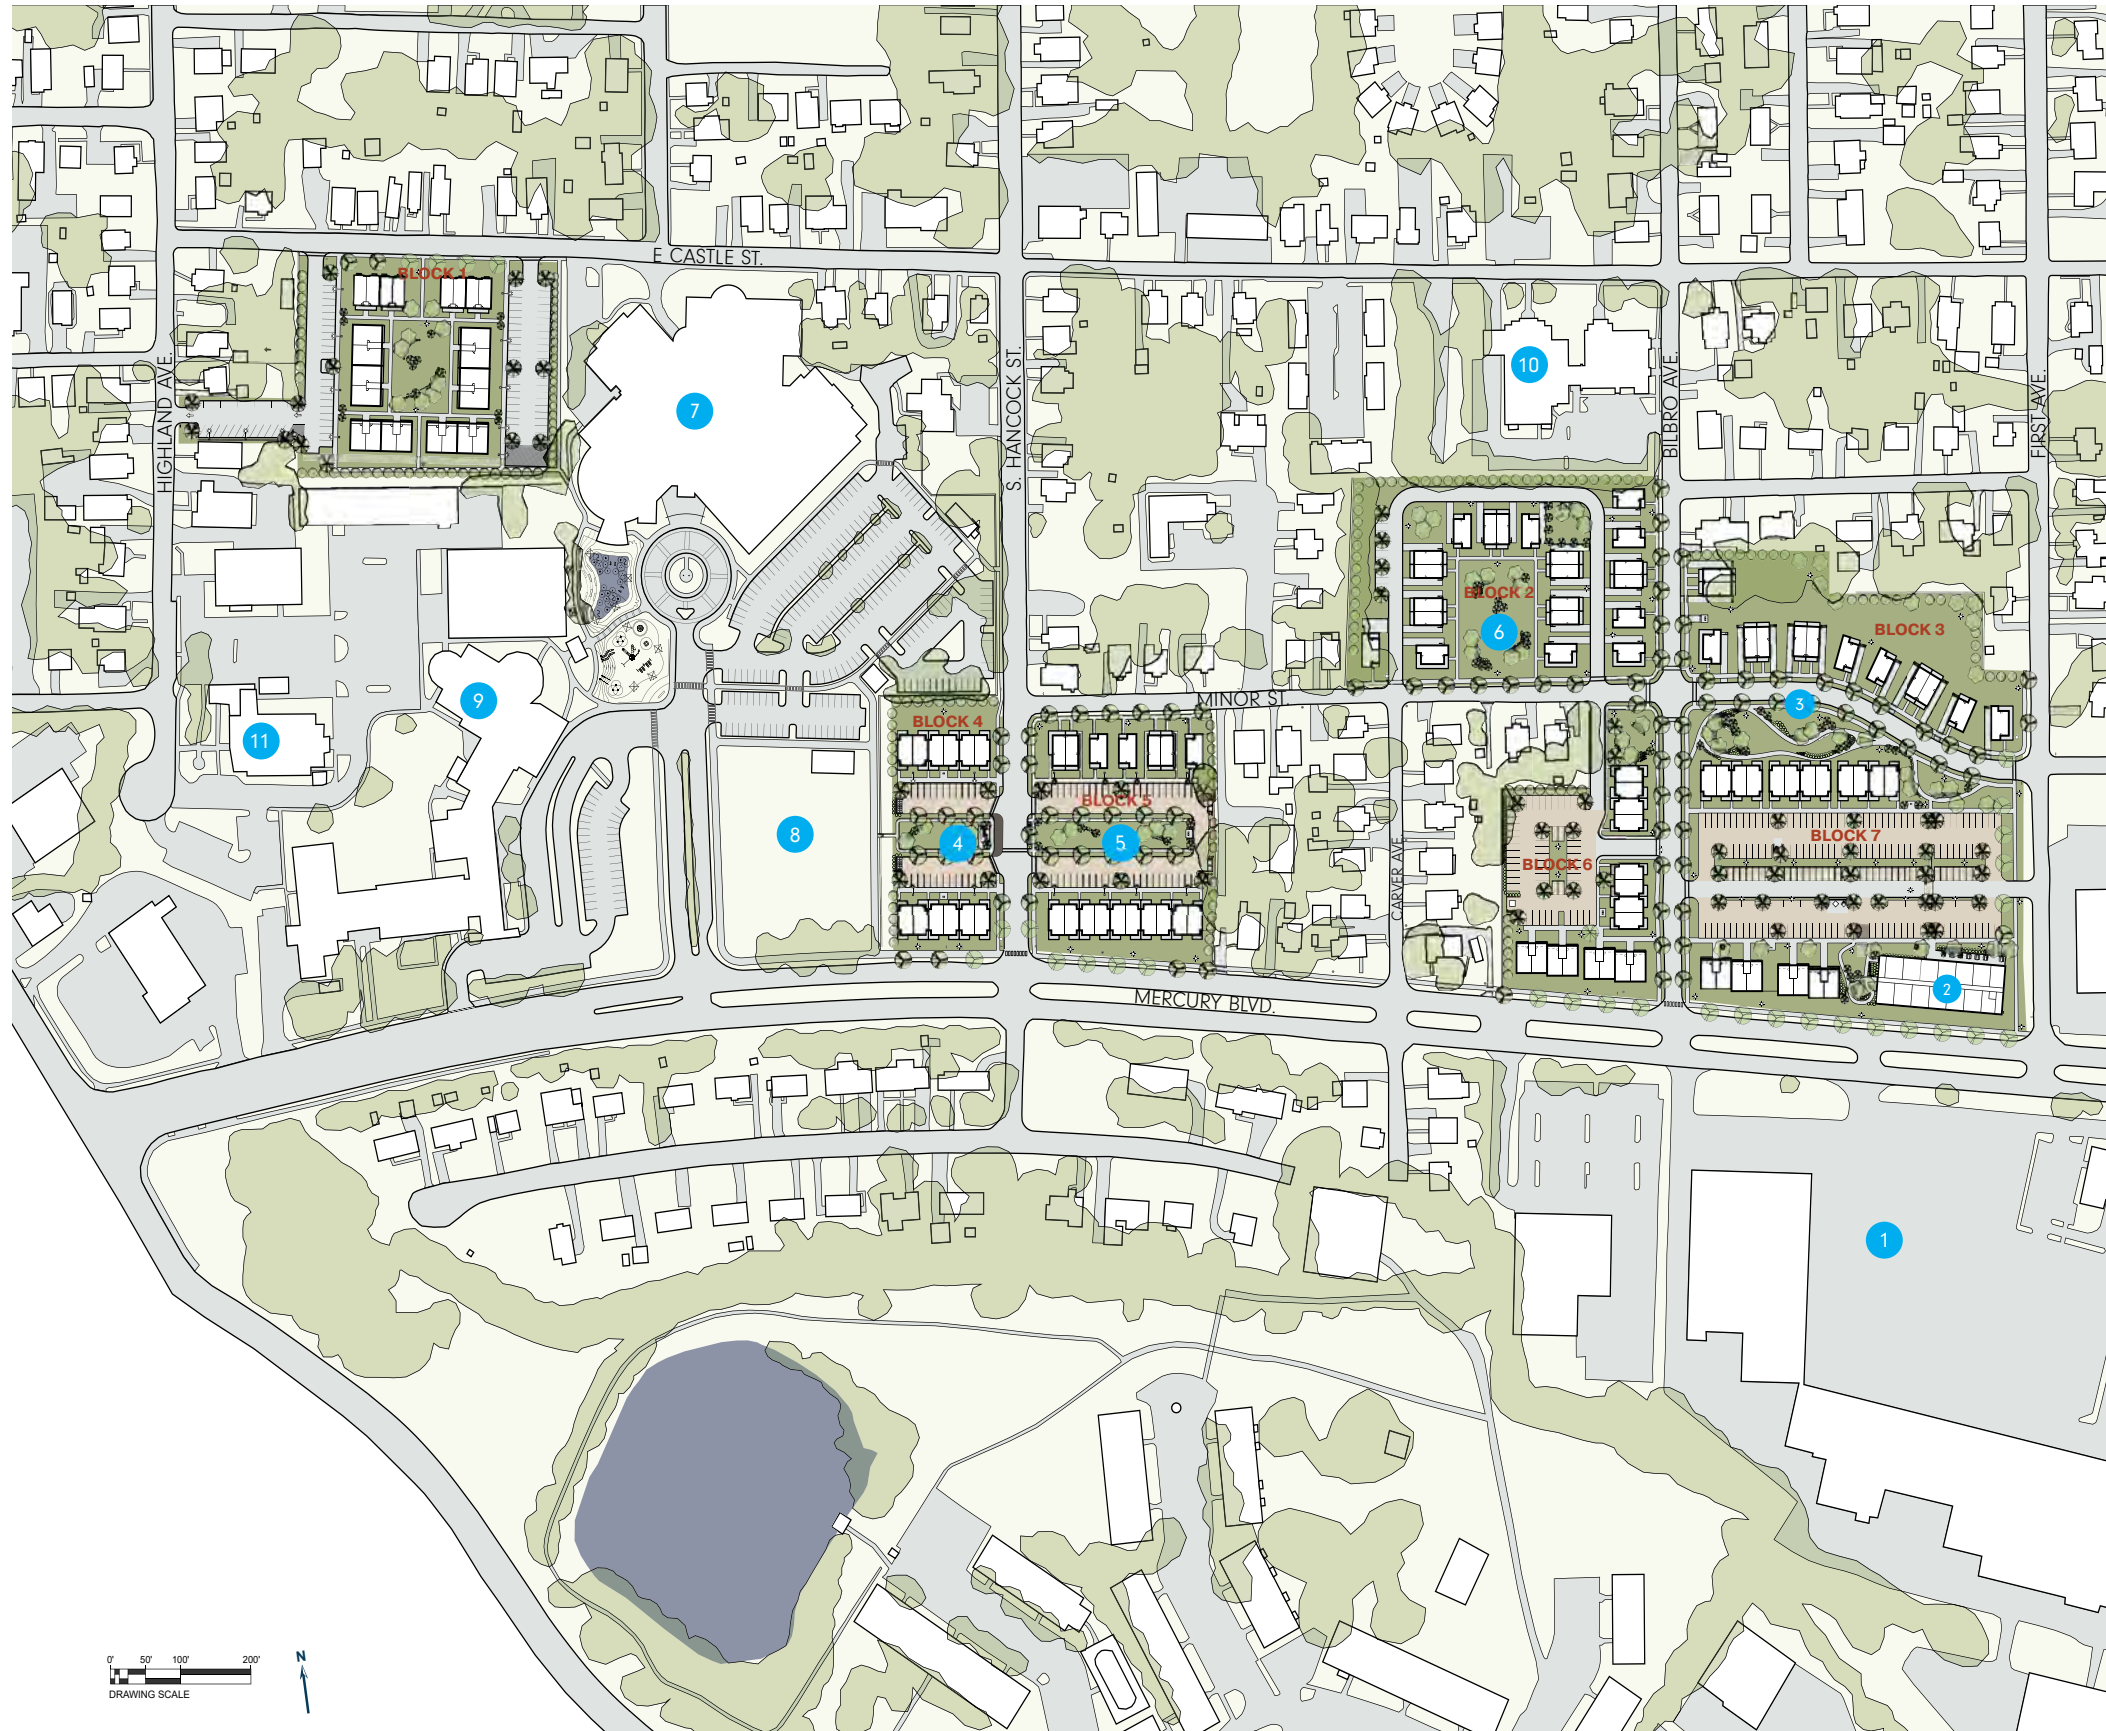 E CASTLE ST.
BLOCK 1
HIGHLAND AVE.
S. HANCOCK ST.
BILBRO AVE.
FIRST AVE.
10
7
BLOCK 2
6
BLOCK 3
MINOR ST.
3
9
11
BLOCK 4
BLOCK 5
8
4
5
BLOCK 6
BLOCK 7
CARVER AVE.
2
MERCURY BLVD.
1
0' 50' 100' 200'
DRAWING SCALE
N